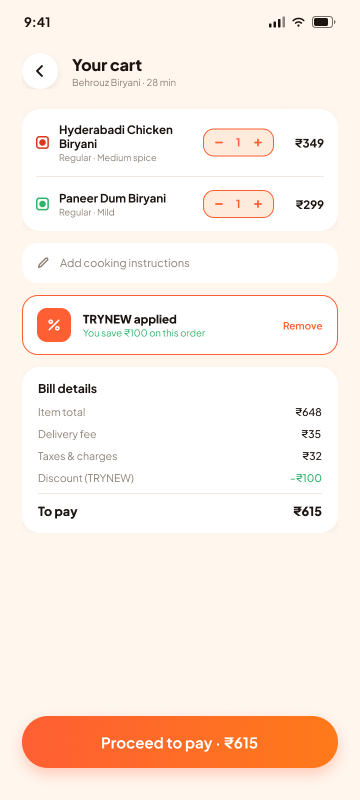 9:41
Your cart
Behrouz Biryani · 28 min
Hyderabadi Chicken
Biryani
Regular · Medium spice
− 1 +
₹349
Paneer Dum Biryani
Regular · Mild
− 1 +
₹299
Add cooking instructions
TRYNEW applied
You save ₹100 on this order
Remove
Bill details
Item total ₹648
Delivery fee ₹35
Taxes & charges ₹32
Discount (TRYNEW) -₹100
To pay ₹615
Proceed to pay · ₹615